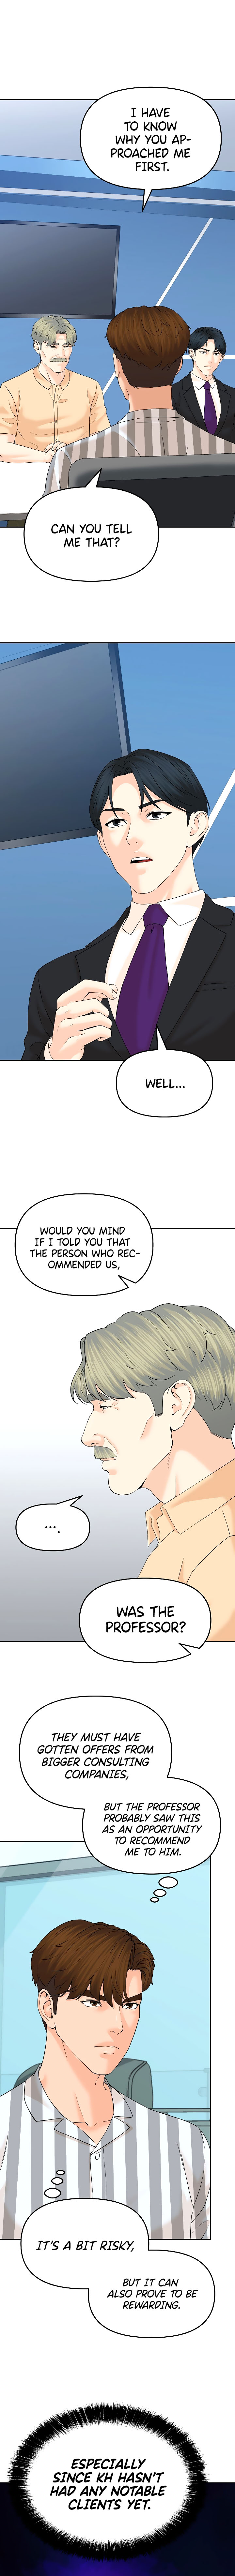 I HAVE
TO KNOW
WHY YOU AP-
PROACHED ME
FIRST.
CAN YOU TELL
ME THAT?
WELL...
WOULD YOU MIND
IF I TOLD YOU THAT
THE PERSON WHO REC-
OMMENDED US,
....
WAS THE
PROFESSOR?
THEY MUST HAVE
GOTTEN OFFERS FROM
BIGGER CONSULTING
COMPANIES,
BUT THE PROFESSOR
PROBABLY SAW THIS
AS AN OPPORTUNITY
TO RECOMMEND
ME TO HIM.
IT'S A BIT RISKY,
BUT IT CAN
ALSO PROVE TO BE
REWARDING.
ESPECIALLY
SINCE KH HASN'T
HAD ANY NOTABLE
CLIENTS YET.